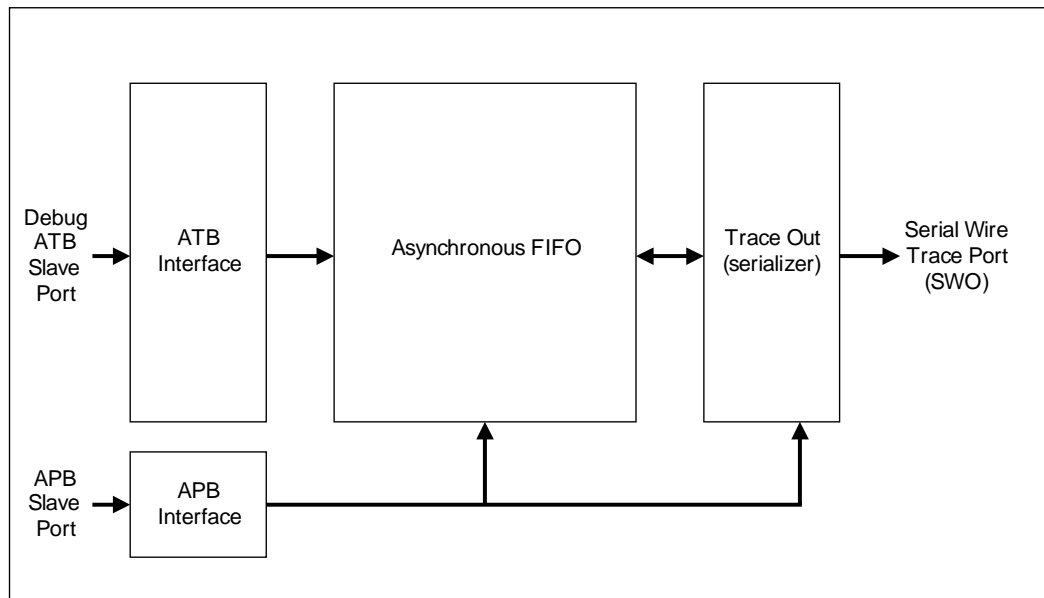 Debug
ATB
Slave
Port
ATB
Interface
Asynchronous FIFO
Trace Out
(serializer)
Serial Wire
Trace Port
(SWO)
APB
Slave
Port
APB
Interface